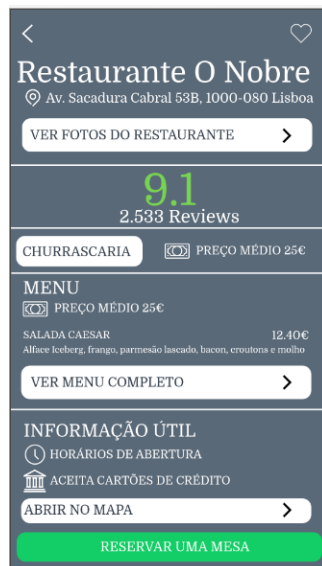 Restaurante O Nobre
Av. Sacadura Cabral 53B, 1000-080 Lisboa
VER FOTOS DO RESTAURANTE
9.1
2.533 Reviews
CHURRASCARIA PREÇO MÉDIO 25€
MENU
PREÇO MÉDIO 25€
SALADA CAESAR 12.40€
Alface Iceberg, frango, parmesão lascado, bacon, croutons e molho
VER MENU COMPLETO
INFORMAÇÃO ÚTIL
HORÁRIOS DE ABERTURA
ACEITA CARTÕES DE CRÉDITO
ABRIR NO MAPA
RESERVAR UMA MESA